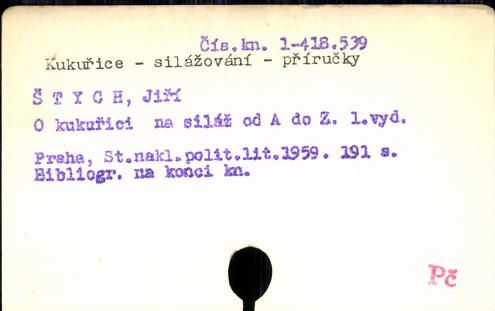 Čís.kn. 1-418.539
Kukuřice - silážování - příručky
Š T Y C H, Jiří
O kukuřici na siláž od A do Z. 1.vyd.
Praha, St.nakl.polit.lit.1959. 191 s.
Bibliogr. na konci kn.
Pč